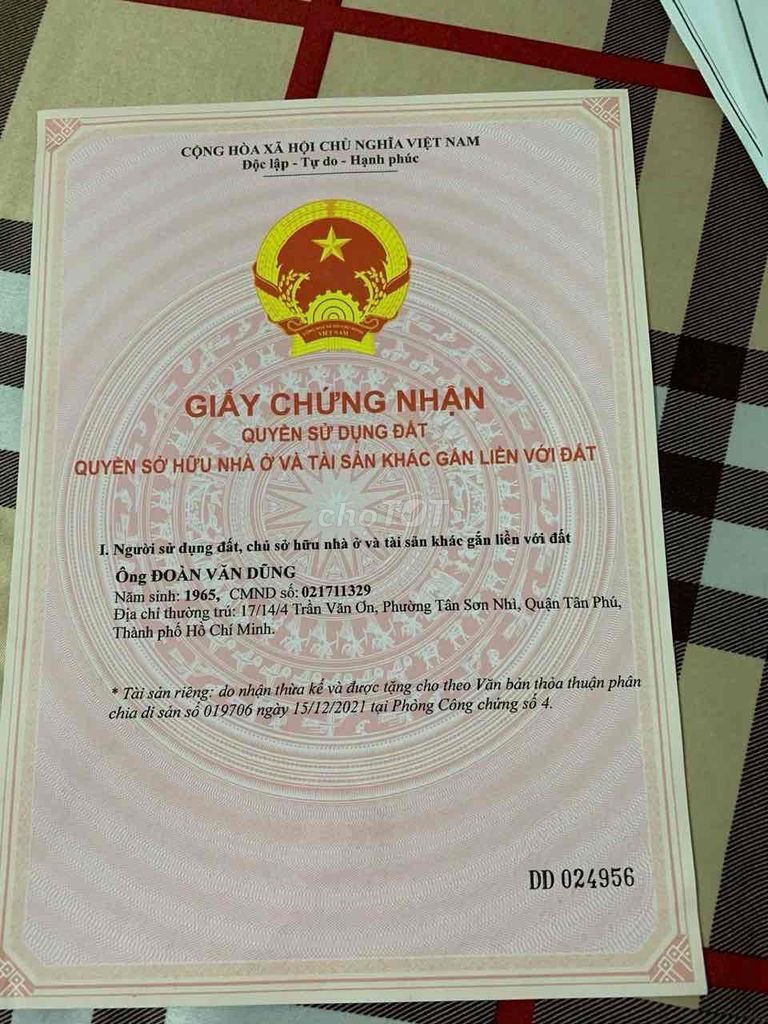 CỘNG HÒA XÃ HỘI CHỦ NGHĨA VIỆT NAM
Độc lập - Tự do - Hạnh phúc
VIỆT NAM
GIẤY CHỨNG NHẬN
QUYỀN SỬ DỤNG ĐẤT
QUYỀN SỞ HỮU NHÀ Ở VÀ TÀI SẢN KHÁC GẮN LIỀN VỚI ĐẤT
choTỐT
I. Người sử dụng đất, chủ sở hữu nhà ở và tài sản khác gắn liền với đất
Ông ĐOÀN VĂN DŨNG
Năm sinh: 1965, CMND số: 021711329
Địa chỉ thường trú: 17/14/4 Trần Văn Ơn, Phường Tân Sơn Nhì, Quận Tân Phú,
Thành phố Hồ Chí Minh.
* Tài sản riêng: do nhận thừa kế và được tặng cho theo Văn bản thỏa thuận phân
chia di sản số 019706 ngày 15/12/2021 tại Phòng Công chứng số 4.
DD 024956